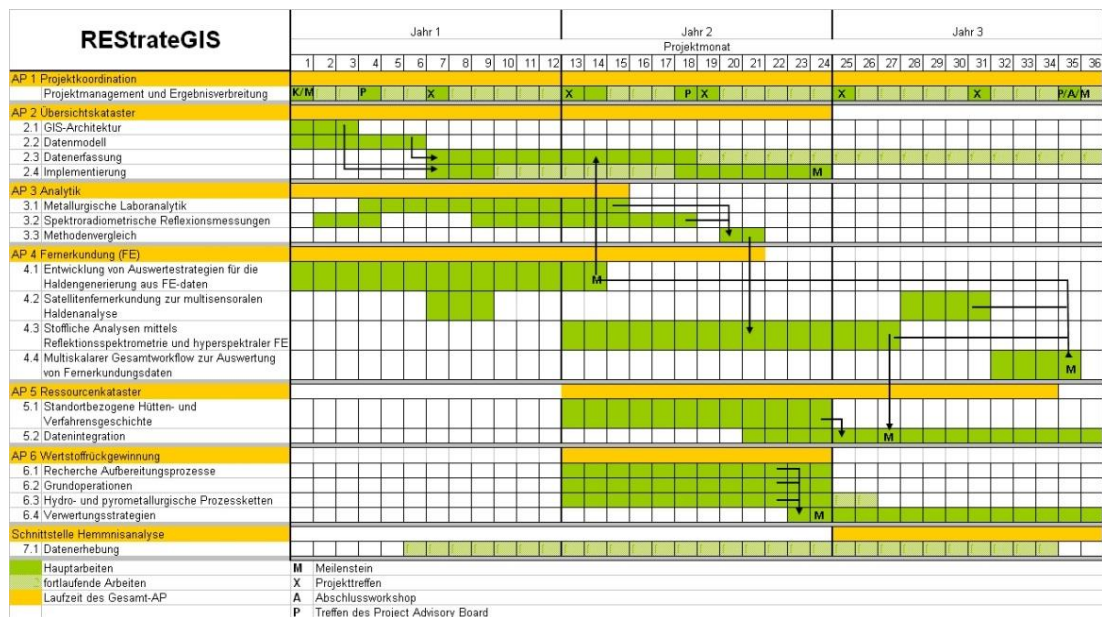 REStrateGIS
Jahr 1 Jahr 2 Jahr 3
Projektmonat
1 2 3 4 5 6 7 8 9 10 11 12 13 14 15 16 17 18 19 20 21 22 23 24 25 26 27 28 29 30 31 32 33 34 35 36
AP 1 Projektkoordination
Projektmanagement und Ergebnisverbreitung K/M P X X P X X X P/A/M
AP 2 Übersichtskataster
2.1 GIS-Architektur
2.2 Datenmodell
2.3 Datenerfassung
2.4 Implementierung M
AP 3 Analytik
3.1 Metallurgische Laboranalytik
3.2 Spektroradiometrische Reflexionsmessungen
3.3 Methodenvergleich
AP 4 Fernerkundung (FE)
4.1 Entwicklung von Auswertestrategien für die
Haldengenerierung aus FE-daten M
4.2 Satellitenfernerkundung zur multisensoralen
Haldenanalyse
4.3 Stoffliche Analysen mittels
Reflektionsspektrometrie und hyperspektraler FE
4.4 Multiskalarer Gesamtworkflow zur Auswertung
von Fernerkundungsdaten M
AP 5 Ressourcenkataster
5.1 Standortbezogene Hütten- und
Verfahrensgeschichte
5.2 Datenintegration M
AP 6 Wertstoffrückgewinnung
6.1 Recherche Aufbereitungsprozesse
6.2 Grundoperationen
6.3 Hydro- und pyrometallurgische Prozessketten
6.4 Verwertungsstrategien M
Schnittstelle Hemmnisanalyse
7.1 Datenerhebung
Hauptarbeiten M Meilenstein
fortlaufende Arbeiten X Projekttreffen
Laufzeit des Gesamt-AP A Abschlussworkshop
P Treffen des Project Advisory Board